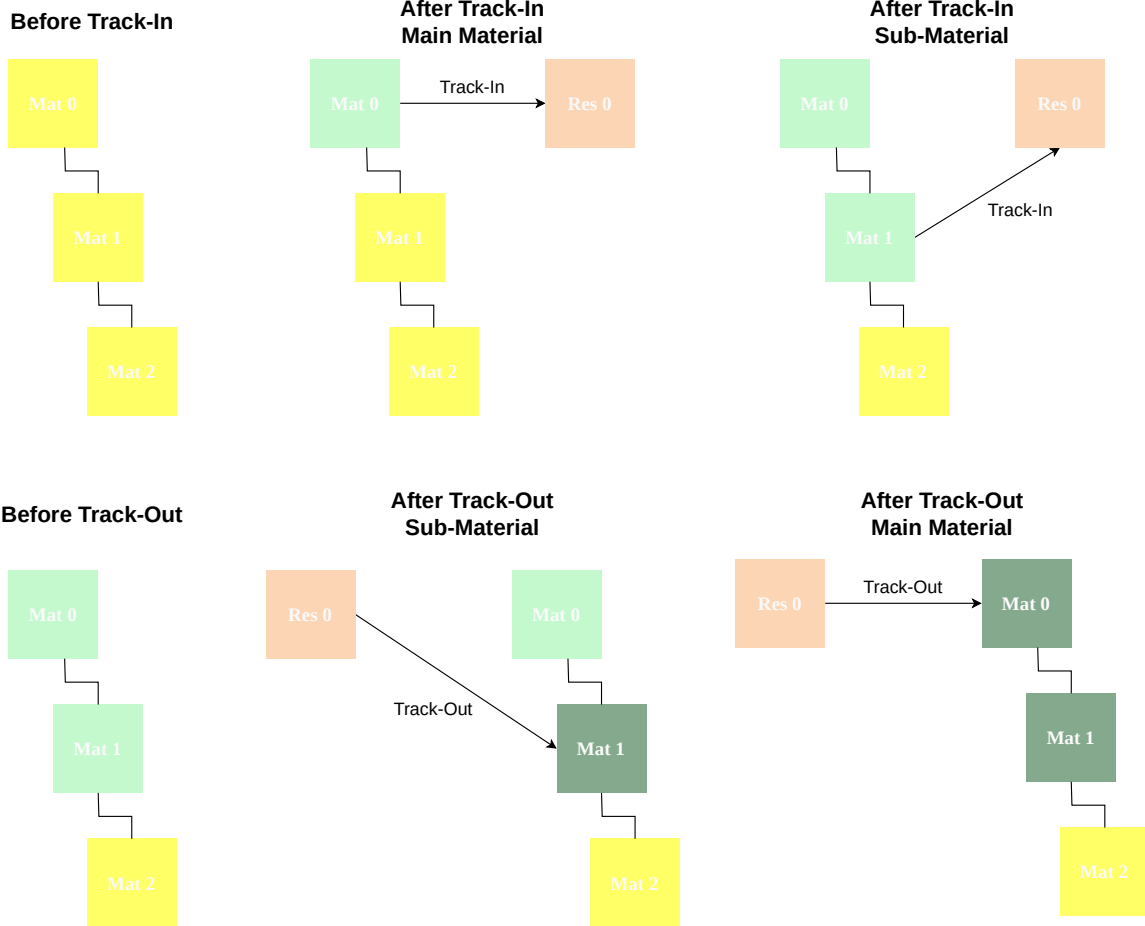 Before Track-In
After Track-In
Main Material
After Track-In
Sub-Material
Mat 0
Mat 0
Track-In
Res 0
Mat 0
Res 0
Mat 1
Mat 1
Mat 1
Track-In
Mat 2
Mat 2
Mat 2
Before Track-Out
After Track-Out
Sub-Material
After Track-Out
Main Material
Mat 0
Res 0
Mat 0
Res 0
Track-Out
Mat 0
Mat 1
Track-Out
Mat 1
Mat 1
Mat 2
Mat 2
Mat 2